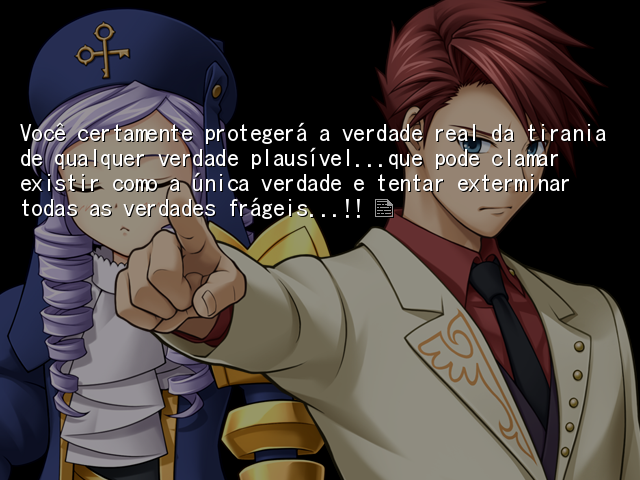 Você certamente protegerá a verdade real da tirania
de qualquer verdade plausível...que pode clamar
existir como a única verdade e tentar exterminar
todas as verdades frágeis...!!